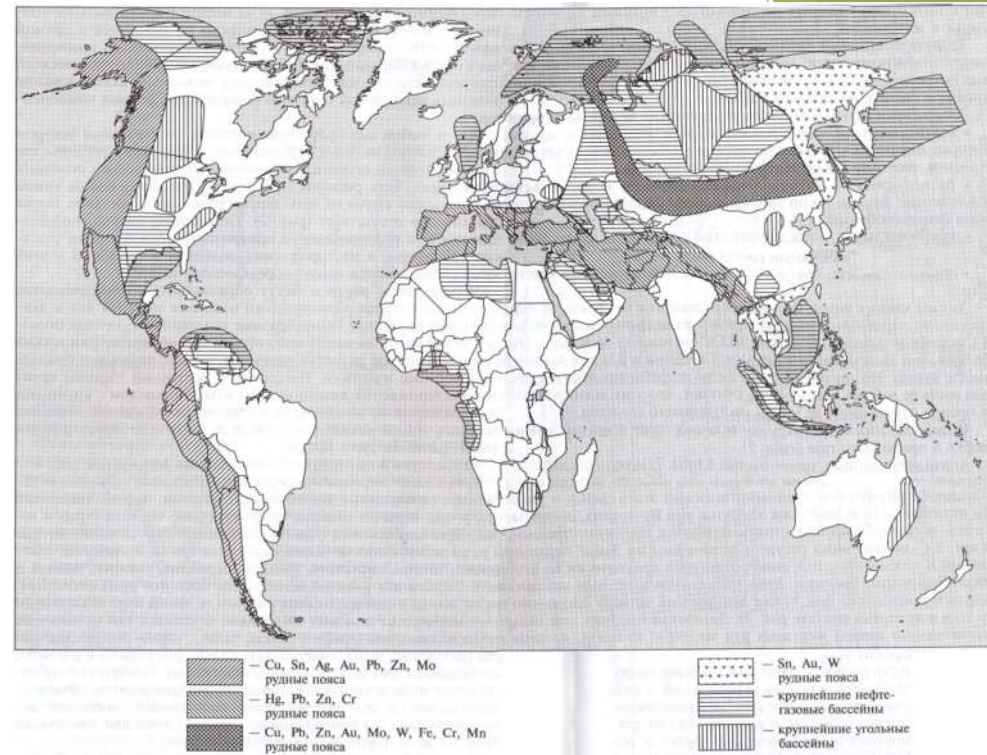 — Cu, Sn, Ag, Au, Pb, Zn, Mo
рудные пояса
— Hg, Pb, Zn, Cr
рудные пояса
— Cu, Pb, Zn, Au, Mo, W, Fe, Cr, Mn
рудные пояса
— Sn, Au, W
рудные пояса
— крупнейшие нефте-
газовые бассейны
— крупнейшие угольные
бассейны